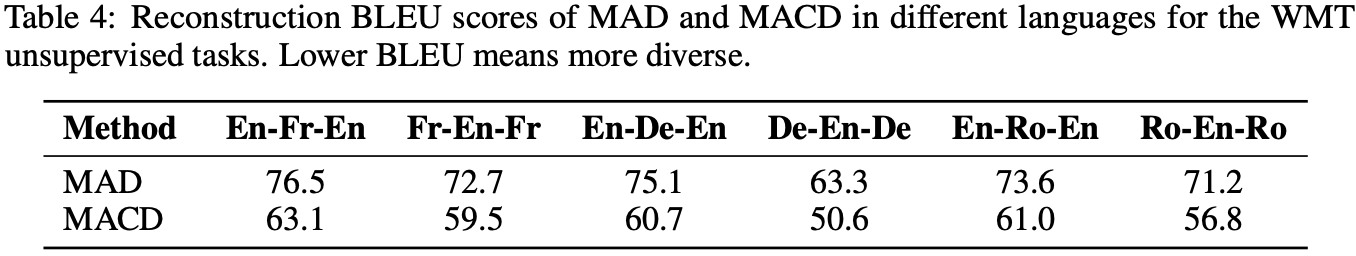 Table 4: Reconstruction BLEU scores of MAD and MACD in different languages for the WMT
unsupervised tasks. Lower BLEU means more diverse.
Method En-Fr-En Fr-En-Fr En-De-En De-En-De En-Ro-En Ro-En-Ro
MAD 76.5 72.7 75.1 63.3 73.6 71.2
MACD 63.1 59.5 60.7 50.6 61.0 56.8